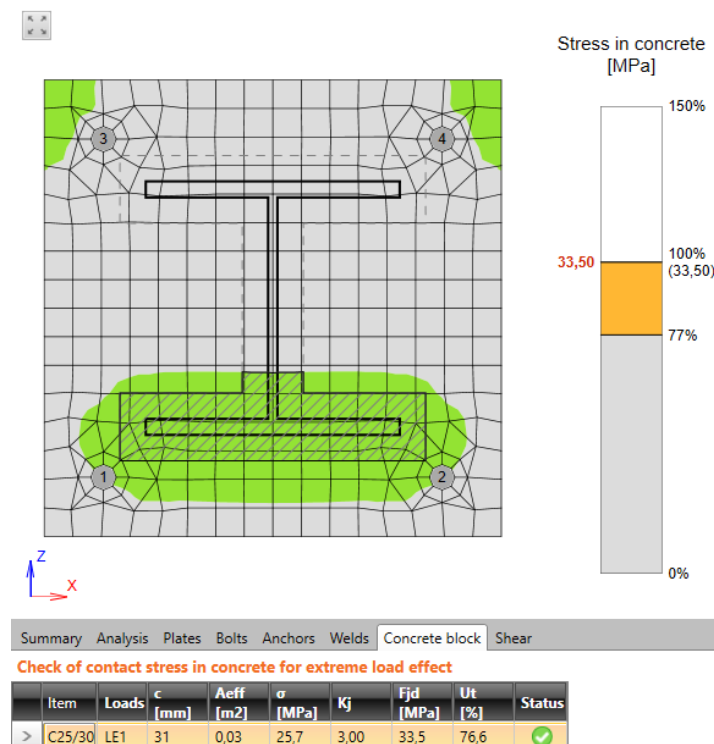 Stress in concrete
[MPa]
150%
3
4
33,50
100%
(33,50)
77%
1
2
0%
Z
X
Summary Analysis Plates Bolts Anchors Welds Concrete block Shear
Check of contact stress in concrete for extreme load effect
Item Loads c [mm] Aeff [m2] σ [MPa] Kj Fjd [MPa] Ut [%] Status
> C25/30 LE1 31 0,03 25,7 3,00 33,5 76,6